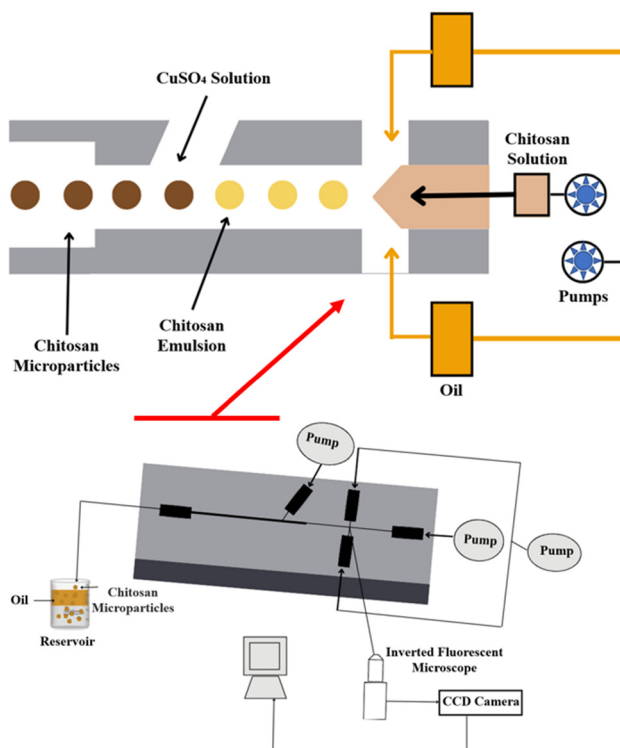 CuSO₄ Solution
Chitosan
Solution
Pumps
Chitosan
Microparticles
Chitosan
Emulsion
Oil
Pump
Pump
Pump
Oil
Chitosan
Microparticles
Reservoir
Inverted Fluorescent
Microscope
CCD Camera